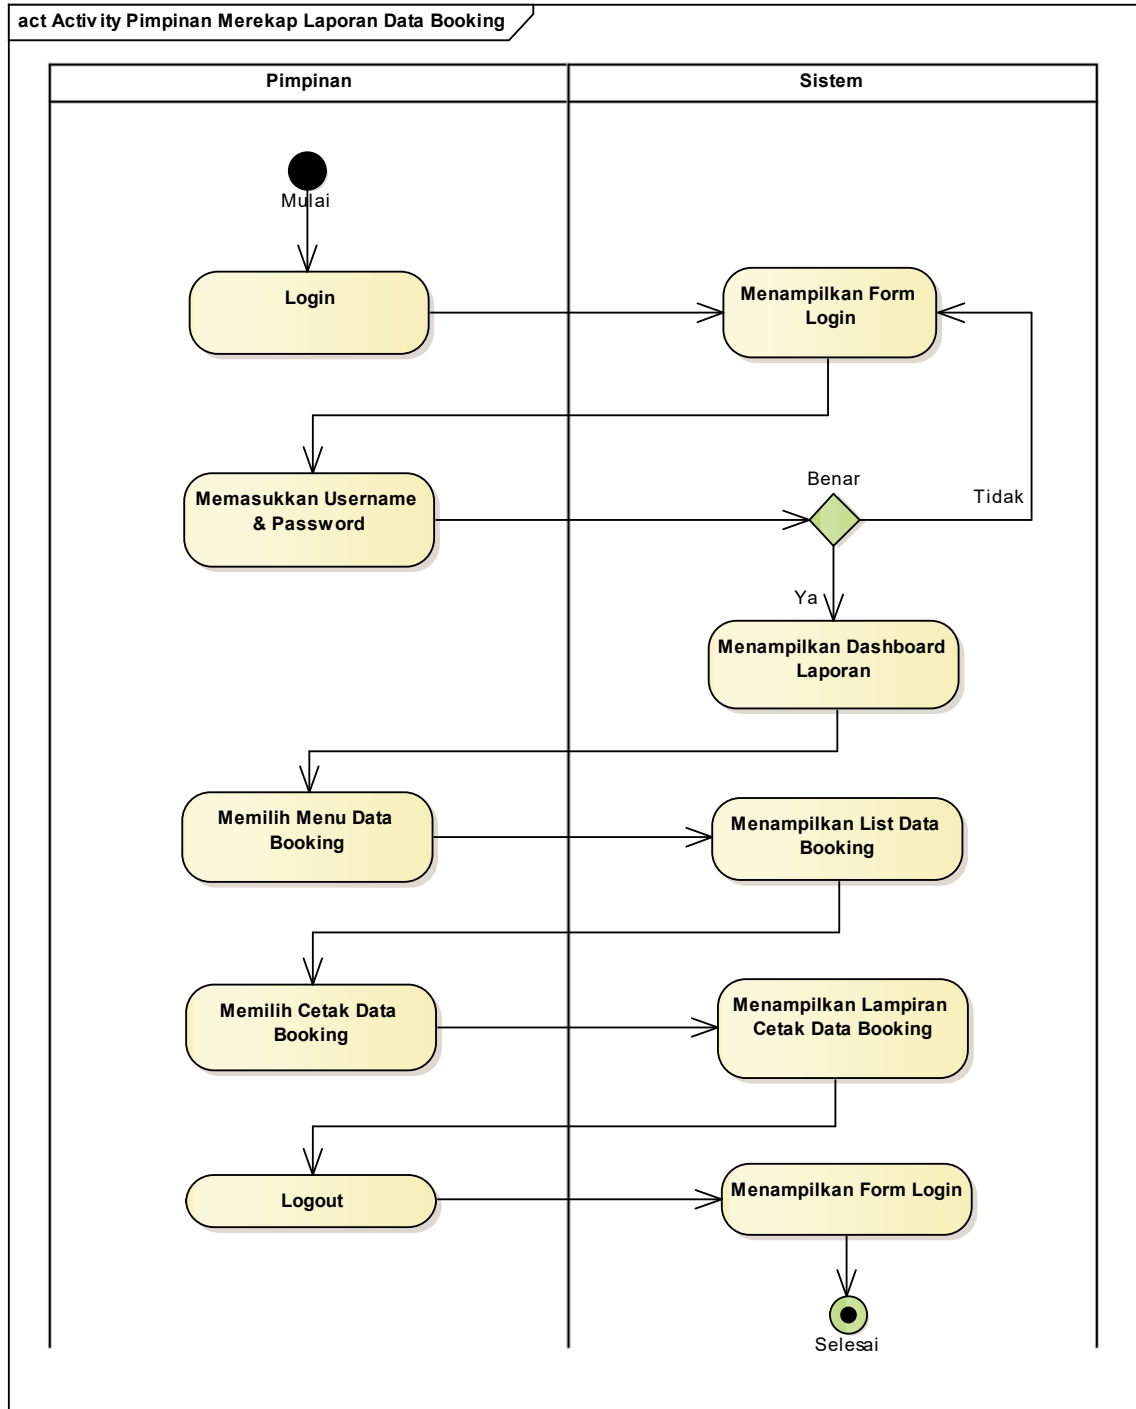 act Activity Pimpinan Merekap Laporan Data Booking
Pimpinan
Sistem
Mulai
Login
Menampilkan Form
Login
Memasukkan Username
& Password
Benar
Tidak
Ya
Menampilkan Dashboard
Laporan
Memilih Menu Data
Booking
Menampilkan List Data
Booking
Memilih Cetak Data
Booking
Menampilkan Lampiran
Cetak Data Booking
Logout
Menampilkan Form Login
Selesai